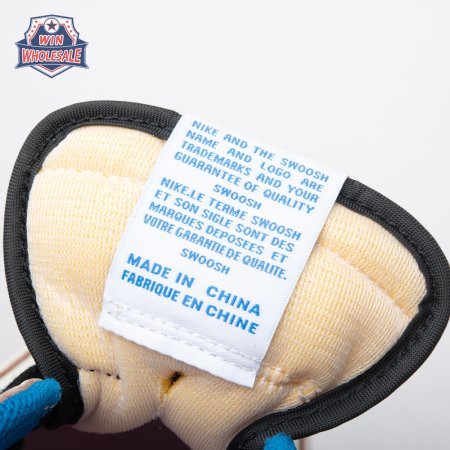 WIN
WHOLESALE
NIKE AND THE SWOOSH
NAME AND LOGO ARE
TRADEMARKS AND YOUR
GUARANTEE OF QUALITY
SWOOSH
NIKE.LE TERME SWOOSH
ET SON SIGLE SONT DES
MARQUES DEPOSEES ET
VOTRE GARANTIE DE QUALITE.
SWOOSH
MADE IN CHINA
FABRIQUE EN CHINE